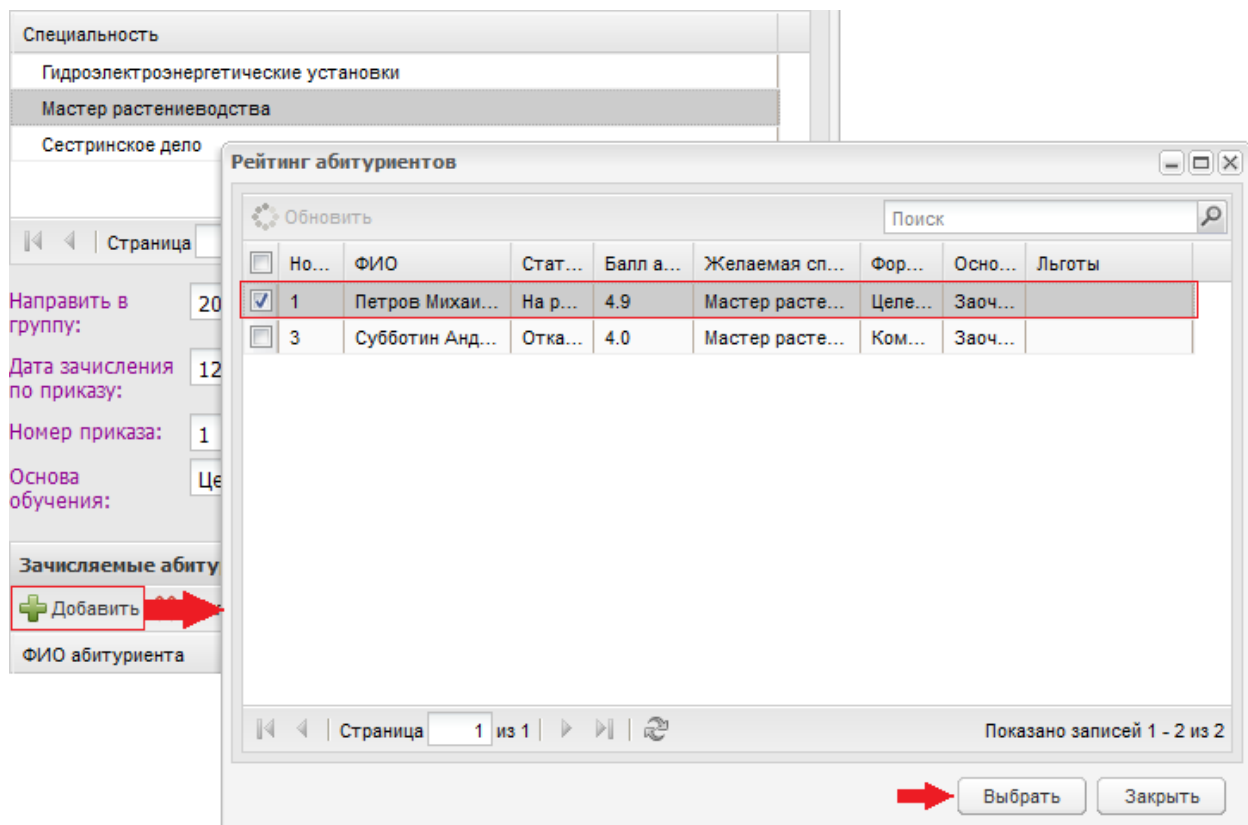 Специальность
Гидроэлектроэнергетические установки
Мастер растениеводства
Сестринское дело
Рейтинг абитуриентов
Обновить
Поиск
Но... ФИО Стат... Балл а... Желаемая сп... Фор... Осно... Льготы
1 Петров Михаи... На р... 4.9 Мастер расте... Целе... Заоч...
3 Субботин Анд... Отка... 4.0 Мастер расте... Ком... Заоч...
Страница
Направить в
группу:
20
Дата зачисления
по приказу:
12
Номер приказа:
1
Основа
обучения:
Це
Зачисляемые абиту
Добавить
ФИО абитуриента
Страница 1 из 1
Показано записей 1 - 2 из 2
Выбрать
Закрыть